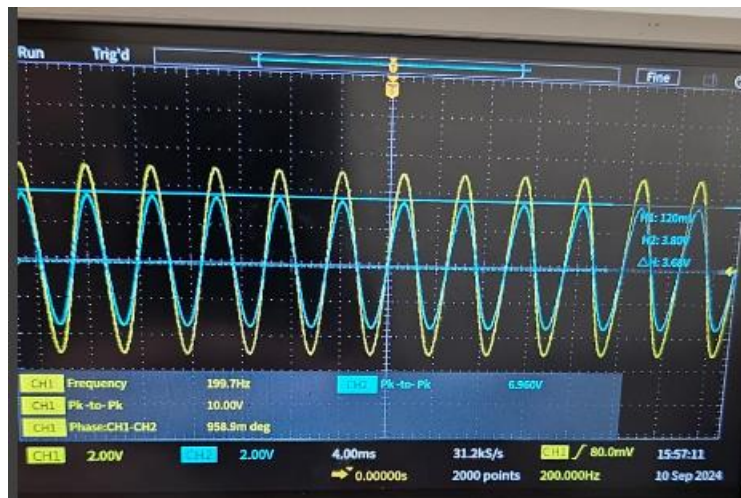 Run Trig'd Fine
T
H1: 120mV
H2: 3.80V
△H: 3.68V
CH1 Frequency 199.7Hz CH2 Pk-to-Pk 6.960V
CH1 Pk-to-Pk 10.00V
CH1 Phase:CH1-CH2 958.9m deg
CH1 2.00V CH2 2.00V 4.00ms 31.2kS/s CH1 80.0mV 15:57:11
0.00000s 2000 points 200.000Hz 10 Sep 2024